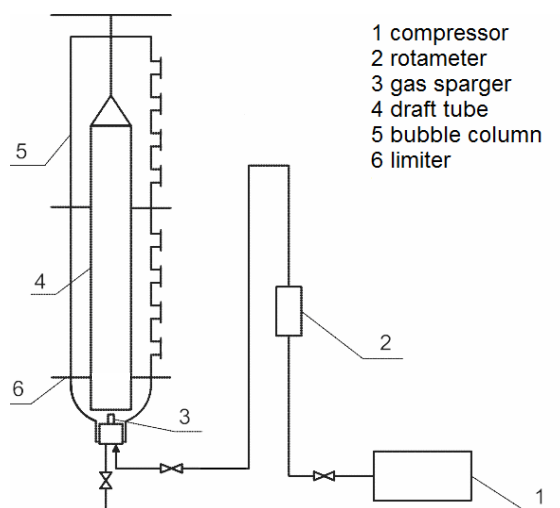 1 compressor
2 rotameter
3 gas sparger
4 draft tube
5 bubble column
6 limiter
5
4
2
6
3
1